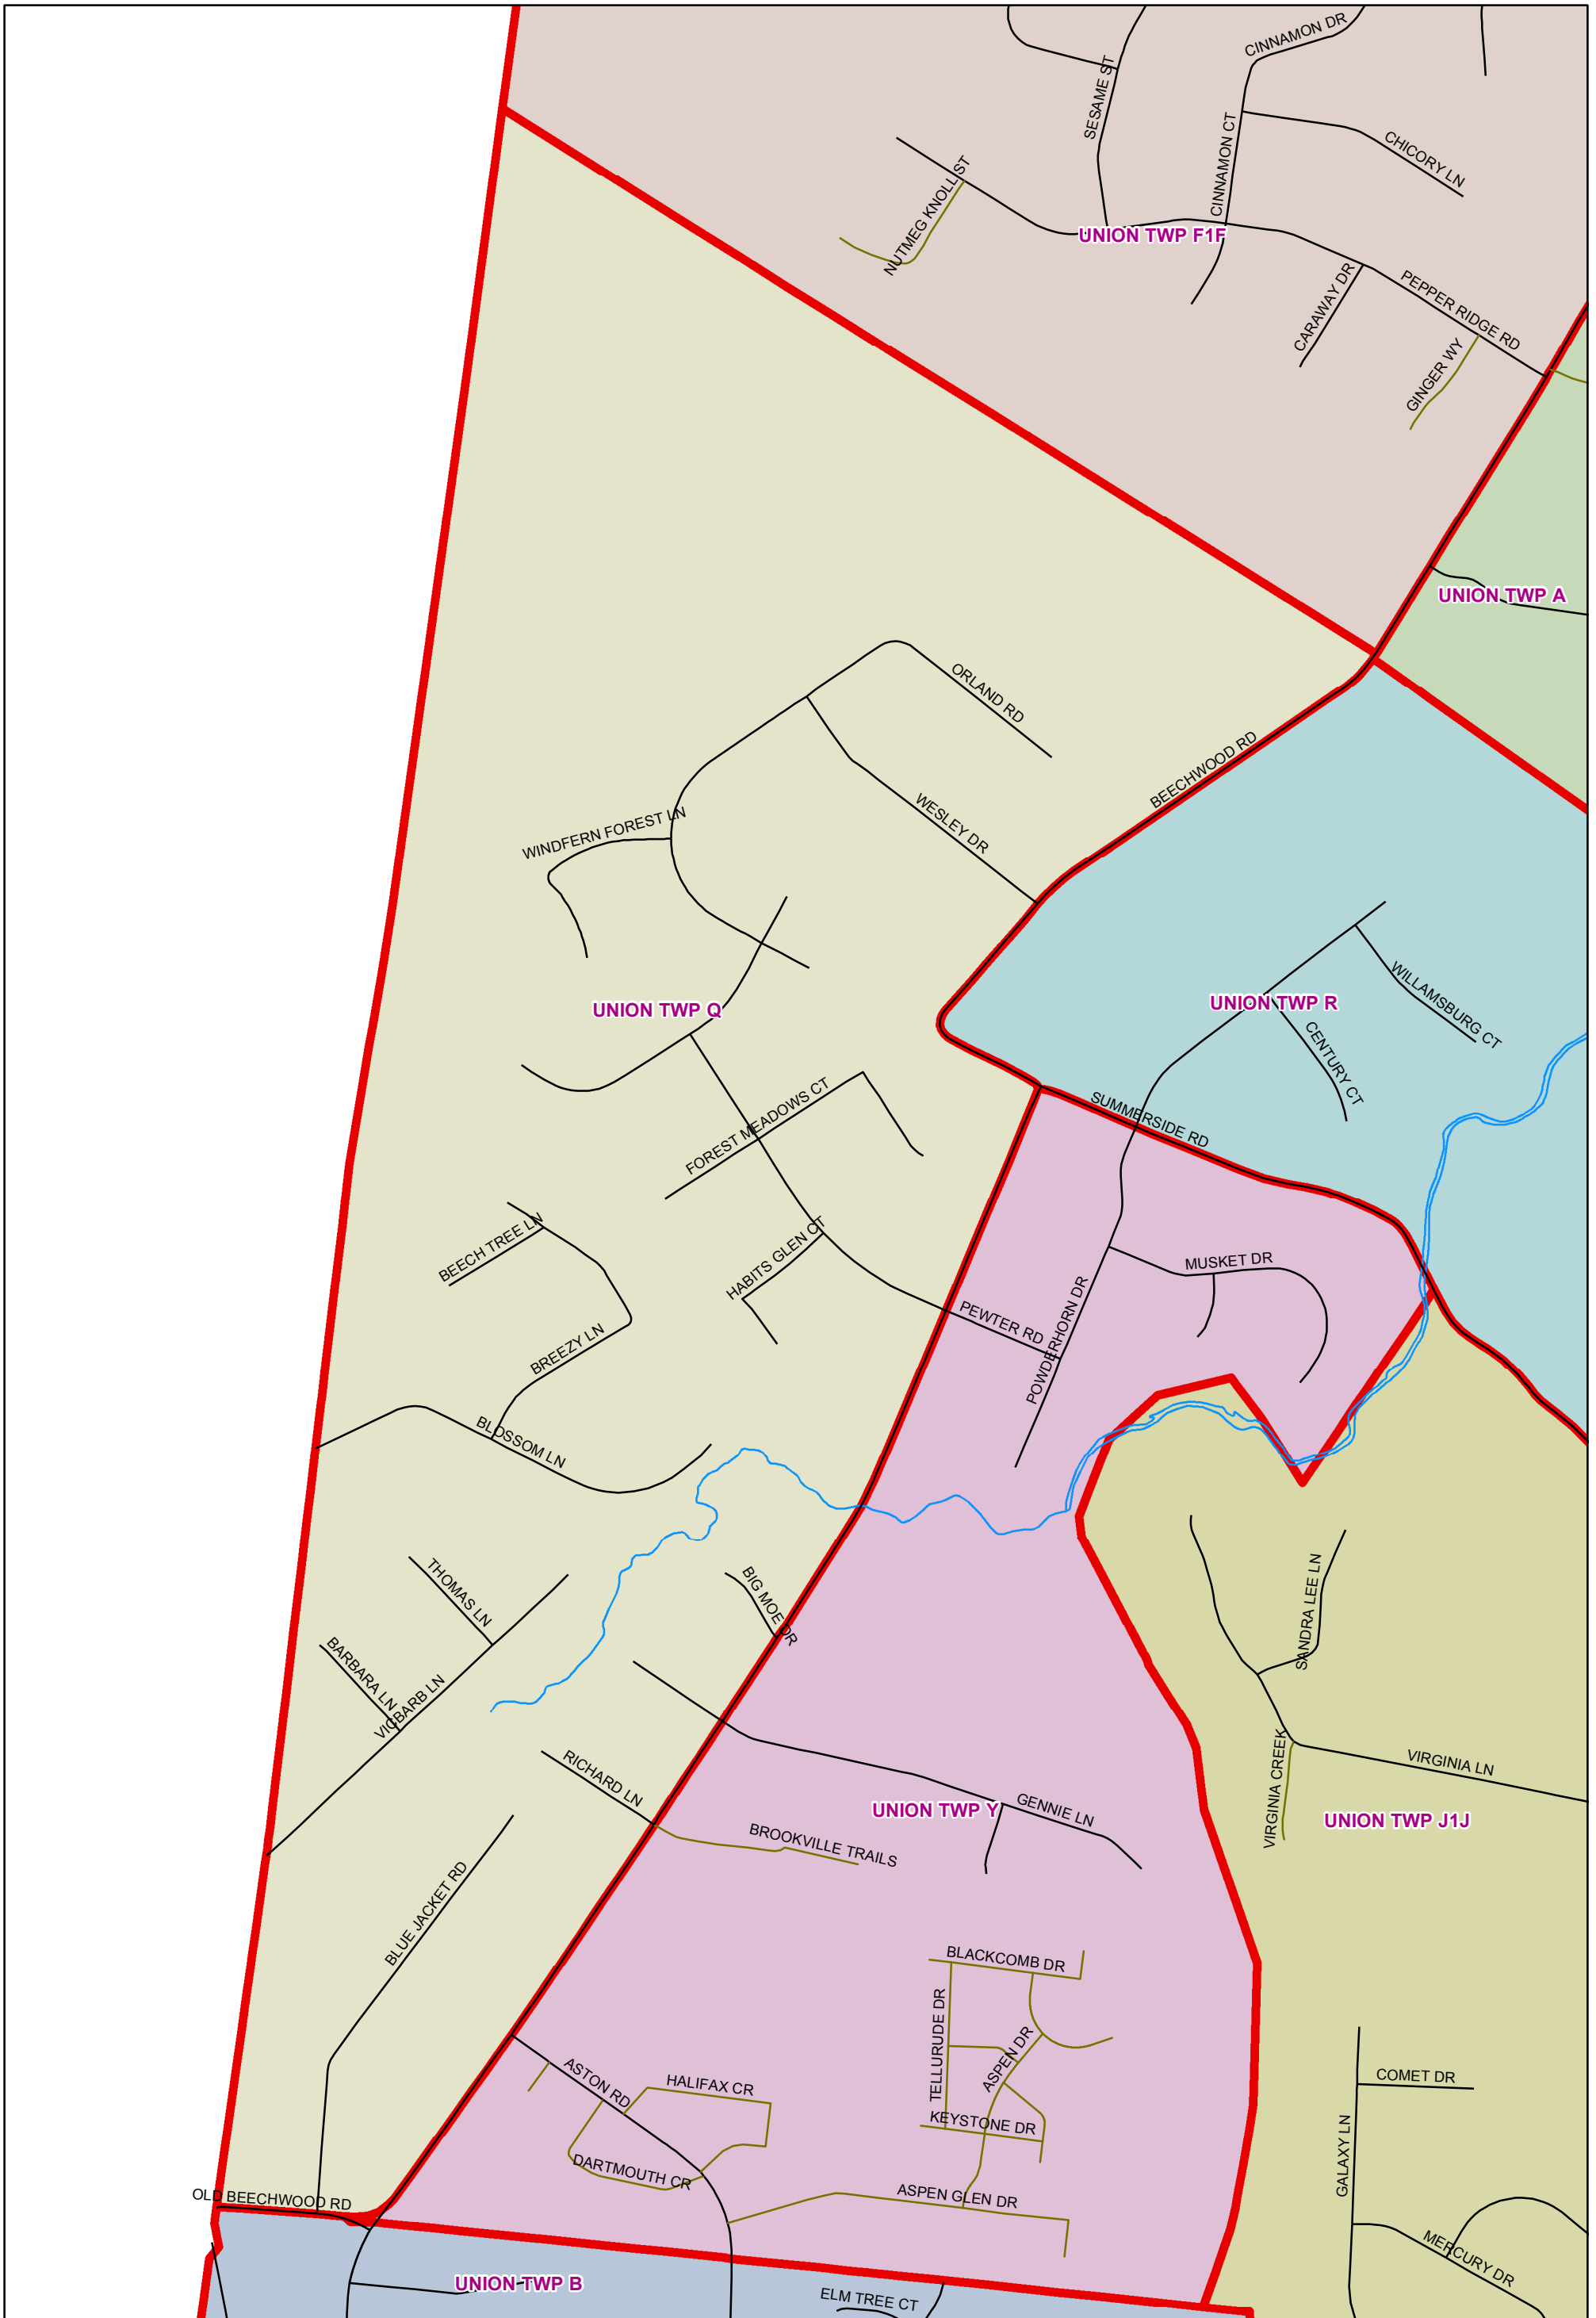 CINNAMON DR
SESAME ST
CINNAMON CT
CHICORY LN
NUTMEG KNOLL ST
UNION TWP F1F
CARAWAY DR
PEPPER RIDGE RD
GINGER WY
UNION TWP A
ORLAND RD
BEECHWOOD RD
WESLEY DR
WINDFERN FOREST LN
UNION TWP Q
UNION TWP R
WILLAMSBURG CT
CENTURY CT
FOREST MEADOWS CT
SUMMERSIDE RD
BEECH TREE LN
HABITS GLEN CT
MUSKET DR
PEWTER RD
POWDERHORN DR
BREEZY LN
BLOSSOM LN
THOMAS LN
BIG MOE DR
SANDRA LEE LN
BARBARA LN
VICBARB LN
VIRGINIA CREEK
VIRGINIA LN
RICHARD LN
UNION TWP Y
GENNIE LN
UNION TWP J1J
BROOKVILLE TRAILS
BLUE JACKET RD
BLACKCOMB DR
TELLURUDE DR
ASPEN DR
ASTON RD
HALIFAX CR
COMET DR
KEYSTONE DR
GALAXY LN
DARTMOUTH CR
OLD BEECHWOOD RD
ASPEN GLEN DR
MERCURY DR
UNION TWP B
ELM TREE CT